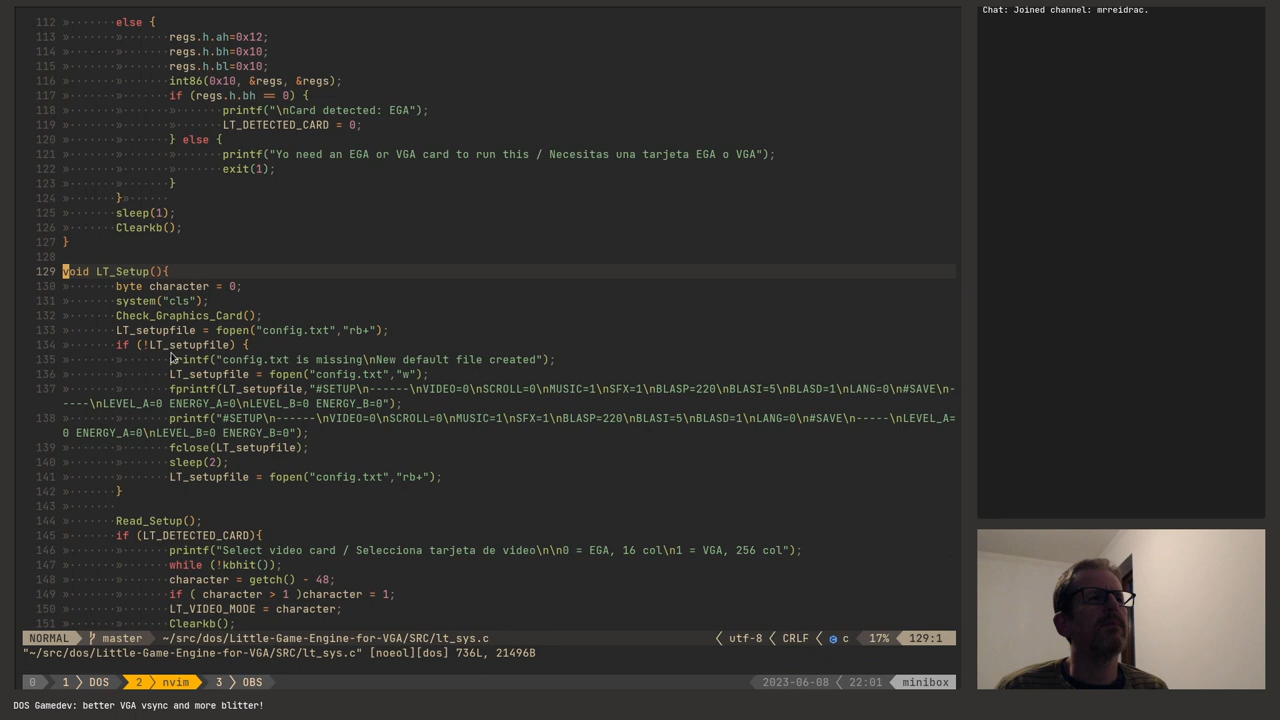 112 »······· else {
113 »·······»······· regs.h.ah=0x12;
114 »·······»······· regs.h.bh=0x10;
115 »·······»······· regs.h.bl=0x10;
116 »·······»······· int86(0x10, &regs, &regs);
117 »·······»······· if (regs.h.bh == 0) {
118 »·······»·······»······· printf("\nCard detected: EGA");
119 »·······»·······»······· LT_DETECTED_CARD = 0;
120 »·······»······· } else {
121 »·······»·······»······· printf("Yo need an EGA or VGA card to run this / Necesitas una tarjeta EGA o VGA");
122 »·······»·······»······· exit(1);
123 »·······»······· }
124 »······· }»······
125 »······· sleep(1);
126 »······· Clearkb();
127 }
128
129 void LT_Setup(){
130 »······· byte character = 0;
131 »······· system("cls");
132 »······· Check_Graphics_Card();
133 »······· LT_setupfile = fopen("config.txt","rb+");
134 »······· if (!LT_setupfile) {
135 »·······»······· printf("config.txt is missing\nNew default file created");
136 »·······»······· LT_setupfile = fopen("config.txt","w");
137 »·······»······· fprintf(LT_setupfile,"#SETUP\n------\nVIDEO=0\nSCROLL=0\nMUSIC=1\nSFX=1\nBLASP=220\nBLASI=5\nBLASD=1\nLANG=0\n#SAVE\n-
----\nLEVEL_A=0 ENERGY_A=0\nLEVEL_B=0 ENERGY_B=0");
138 »·······»······· printf("#SETUP\n------\nVIDEO=0\nSCROLL=0\nMUSIC=1\nSFX=1\nBLASP=220\nBLASI=5\nBLASD=1\nLANG=0\n#SAVE\n-----\nLEVEL_A=
0 ENERGY_A=0\nLEVEL_B=0 ENERGY_B=0");
139 »·······»······· fclose(LT_setupfile);
140 »·······»······· sleep(2);
141 »·······»······· LT_setupfile = fopen("config.txt","rb+");
142 »······· }
143 »·······
144 »······· Read_Setup();
145 »······· if (LT_DETECTED_CARD){
146 »·······»······· printf("Select video card / Selecciona tarjeta de video\n\n0 = EGA, 16 col\n1 = VGA, 256 col");
147 »·······»······· while (!kbhit());
148 »·······»······· character = getch() - 48;
149 »·······»······· if ( character > 1 )character = 1;
150 »·······»······· LT_VIDEO_MODE = character;
151 »·······»······· Clearkb();
NORMAL master ~/src/dos/Little-Game-Engine-for-VGA/SRC/lt_sys.c utf-8 CRLF c 17% 129:1
"~/src/dos/Little-Game-Engine-for-VGA/SRC/lt_sys.c" [noeol][dos] 736L, 21496B
0 1 DOS 2 nvim 3 OBS 2023-06-08 22:01 minibox
DOS Gamedev: better VGA vsync and more blitter!
Chat: Joined channel: mrreidrac.